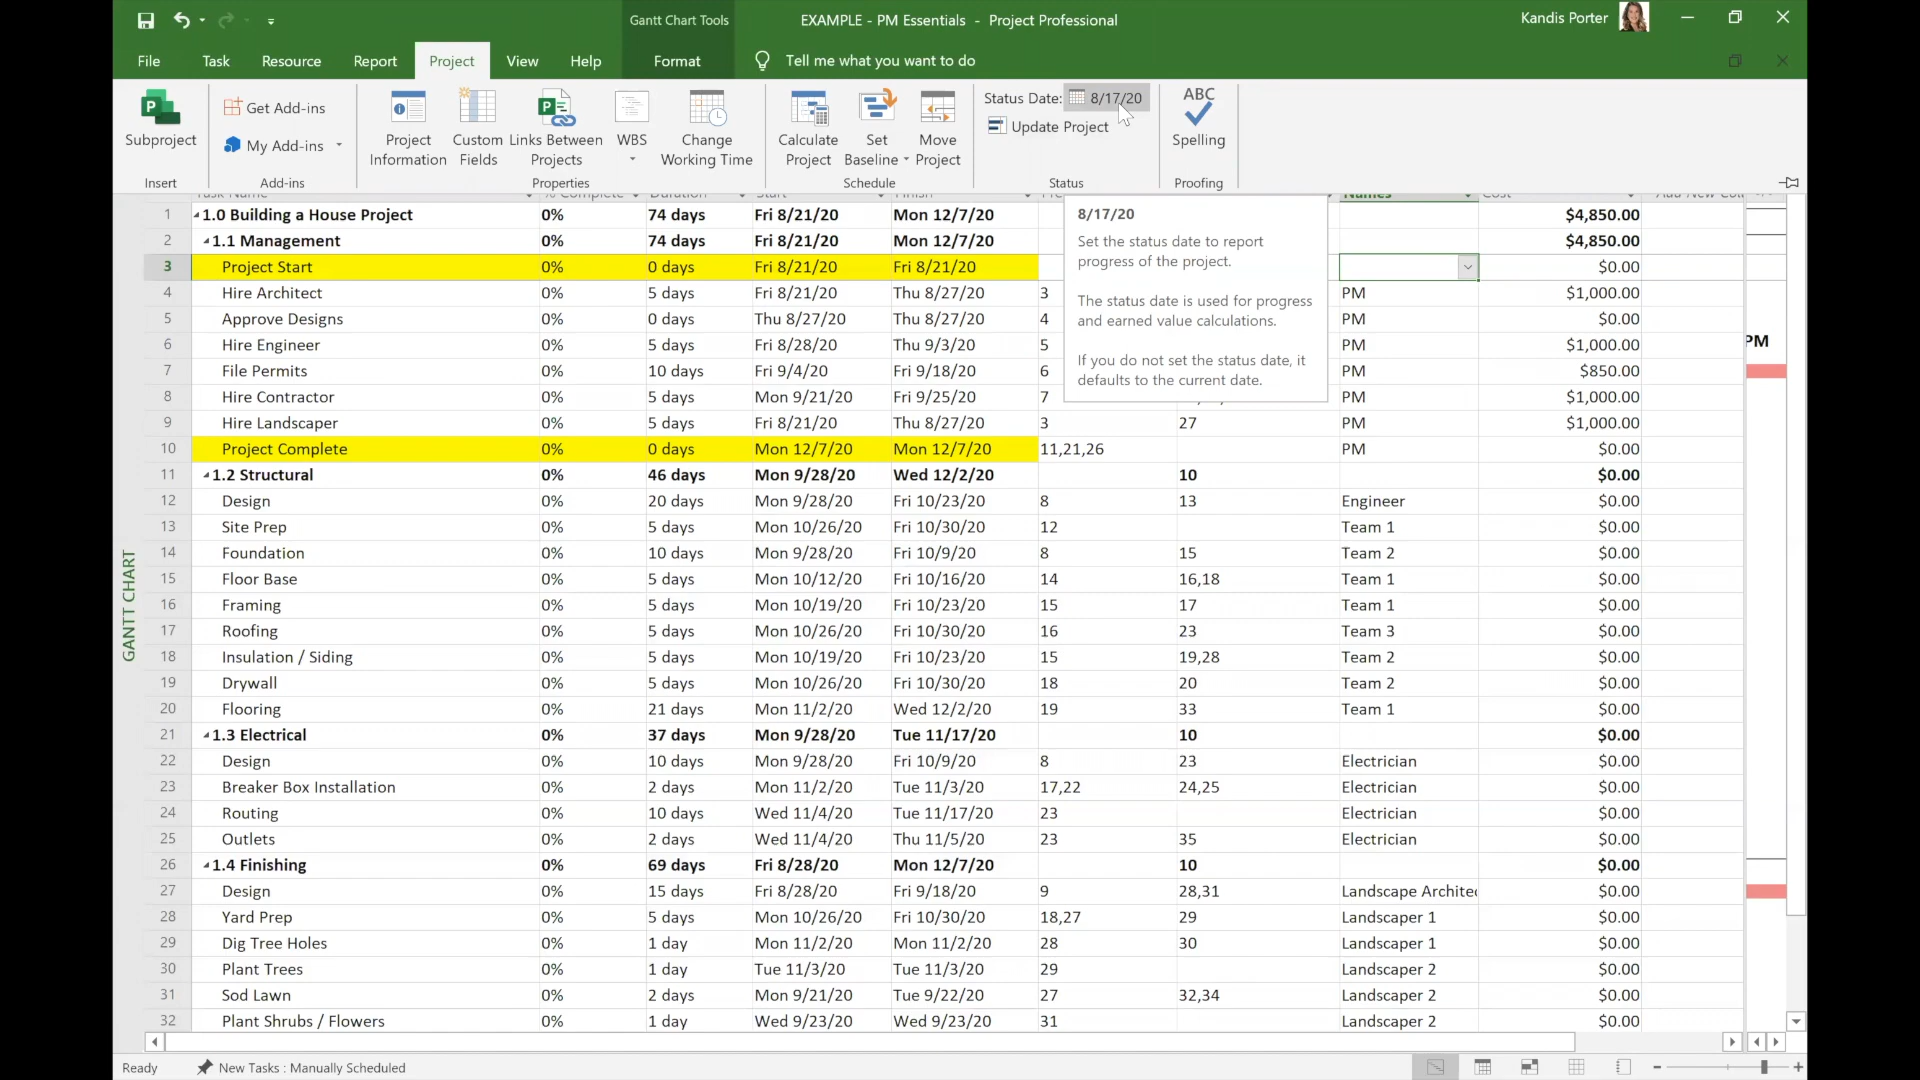 Gantt Chart Tools
EXAMPLE - PM Essentials - Project Professional
Kandis Porter
File Task Resource Report Project View Help Format Tell me what you want to do
Subproject
Insert
Get Add-ins
My Add-ins
Add-ins
Project Information
Custom Fields
Links Between Projects
WBS
Change Working Time
Properties
Calculate Project
Set Baseline
Move Project
Schedule
Status Date: 8/17/20
Update Project
Status
ABC
Spelling
Proofing
8/17/20
Set the status date to report
progress of the project.
The status date is used for progress
and earned value calculations.
If you do not set the status date, it
defaults to the current date.
1 1.0 Building a House Project 0% 74 days Fri 8/21/20 Mon 12/7/20 $4,850.00
2 1.1 Management 0% 74 days Fri 8/21/20 Mon 12/7/20 $4,850.00
3 Project Start 0% 0 days Fri 8/21/20 Fri 8/21/20 $0.00
4 Hire Architect 0% 5 days Fri 8/21/20 Thu 8/27/20 3 PM $1,000.00
5 Approve Designs 0% 0 days Thu 8/27/20 Thu 8/27/20 4 PM $0.00
6 Hire Engineer 0% 5 days Fri 8/28/20 Thu 9/3/20 5 PM $1,000.00
PM
7 File Permits 0% 10 days Fri 9/4/20 Fri 9/18/20 6 PM $850.00
8 Hire Contractor 0% 5 days Mon 9/21/20 Fri 9/25/20 7 PM $1,000.00
9 Hire Landscaper 0% 5 days Fri 8/21/20 Thu 8/27/20 3 27 PM $1,000.00
10 Project Complete 0% 0 days Mon 12/7/20 Mon 12/7/20 11,21,26 PM $0.00
11 1.2 Structural 0% 46 days Mon 9/28/20 Wed 12/2/20 10 $0.00
12 Design 0% 20 days Mon 9/28/20 Fri 10/23/20 8 13 Engineer $0.00
13 Site Prep 0% 5 days Mon 10/26/20 Fri 10/30/20 12 Team 1 $0.00
14 Foundation 0% 10 days Mon 9/28/20 Fri 10/9/20 8 15 Team 2 $0.00
15 Floor Base 0% 5 days Mon 10/12/20 Fri 10/16/20 14 16,18 Team 1 $0.00
16 Framing 0% 5 days Mon 10/19/20 Fri 10/23/20 15 17 Team 1 $0.00
17 Roofing 0% 5 days Mon 10/26/20 Fri 10/30/20 16 23 Team 3 $0.00
18 Insulation / Siding 0% 5 days Mon 10/19/20 Fri 10/23/20 15 19,28 Team 2 $0.00
19 Drywall 0% 5 days Mon 10/26/20 Fri 10/30/20 18 20 Team 2 $0.00
20 Flooring 0% 21 days Mon 11/2/20 Wed 12/2/20 19 33 Team 1 $0.00
21 1.3 Electrical 0% 37 days Mon 9/28/20 Tue 11/17/20 10 $0.00
22 Design 0% 10 days Mon 9/28/20 Fri 10/9/20 8 23 Electrician $0.00
23 Breaker Box Installation 0% 2 days Mon 11/2/20 Tue 11/3/20 17,22 24,25 Electrician $0.00
24 Routing 0% 10 days Wed 11/4/20 Tue 11/17/20 23 Electrician $0.00
25 Outlets 0% 2 days Wed 11/4/20 Thu 11/5/20 23 35 Electrician $0.00
26 1.4 Finishing 0% 69 days Fri 8/28/20 Mon 12/7/20 10 $0.00
27 Design 0% 15 days Fri 8/28/20 Fri 9/18/20 9 28,31 Landscape Archite $0.00
28 Yard Prep 0% 5 days Mon 10/26/20 Fri 10/30/20 18,27 29 Landscaper 1 $0.00
29 Dig Tree Holes 0% 1 day Mon 11/2/20 Mon 11/2/20 28 30 Landscaper 1 $0.00
30 Plant Trees 0% 1 day Tue 11/3/20 Tue 11/3/20 29 Landscaper 2 $0.00
31 Sod Lawn 0% 2 days Mon 9/21/20 Tue 9/22/20 27 32,34 Landscaper 2 $0.00
32 Plant Shrubs / Flowers 0% 1 day Wed 9/23/20 Wed 9/23/20 31 Landscaper 2 $0.00
GANTT CHART
Ready New Tasks : Manually Scheduled